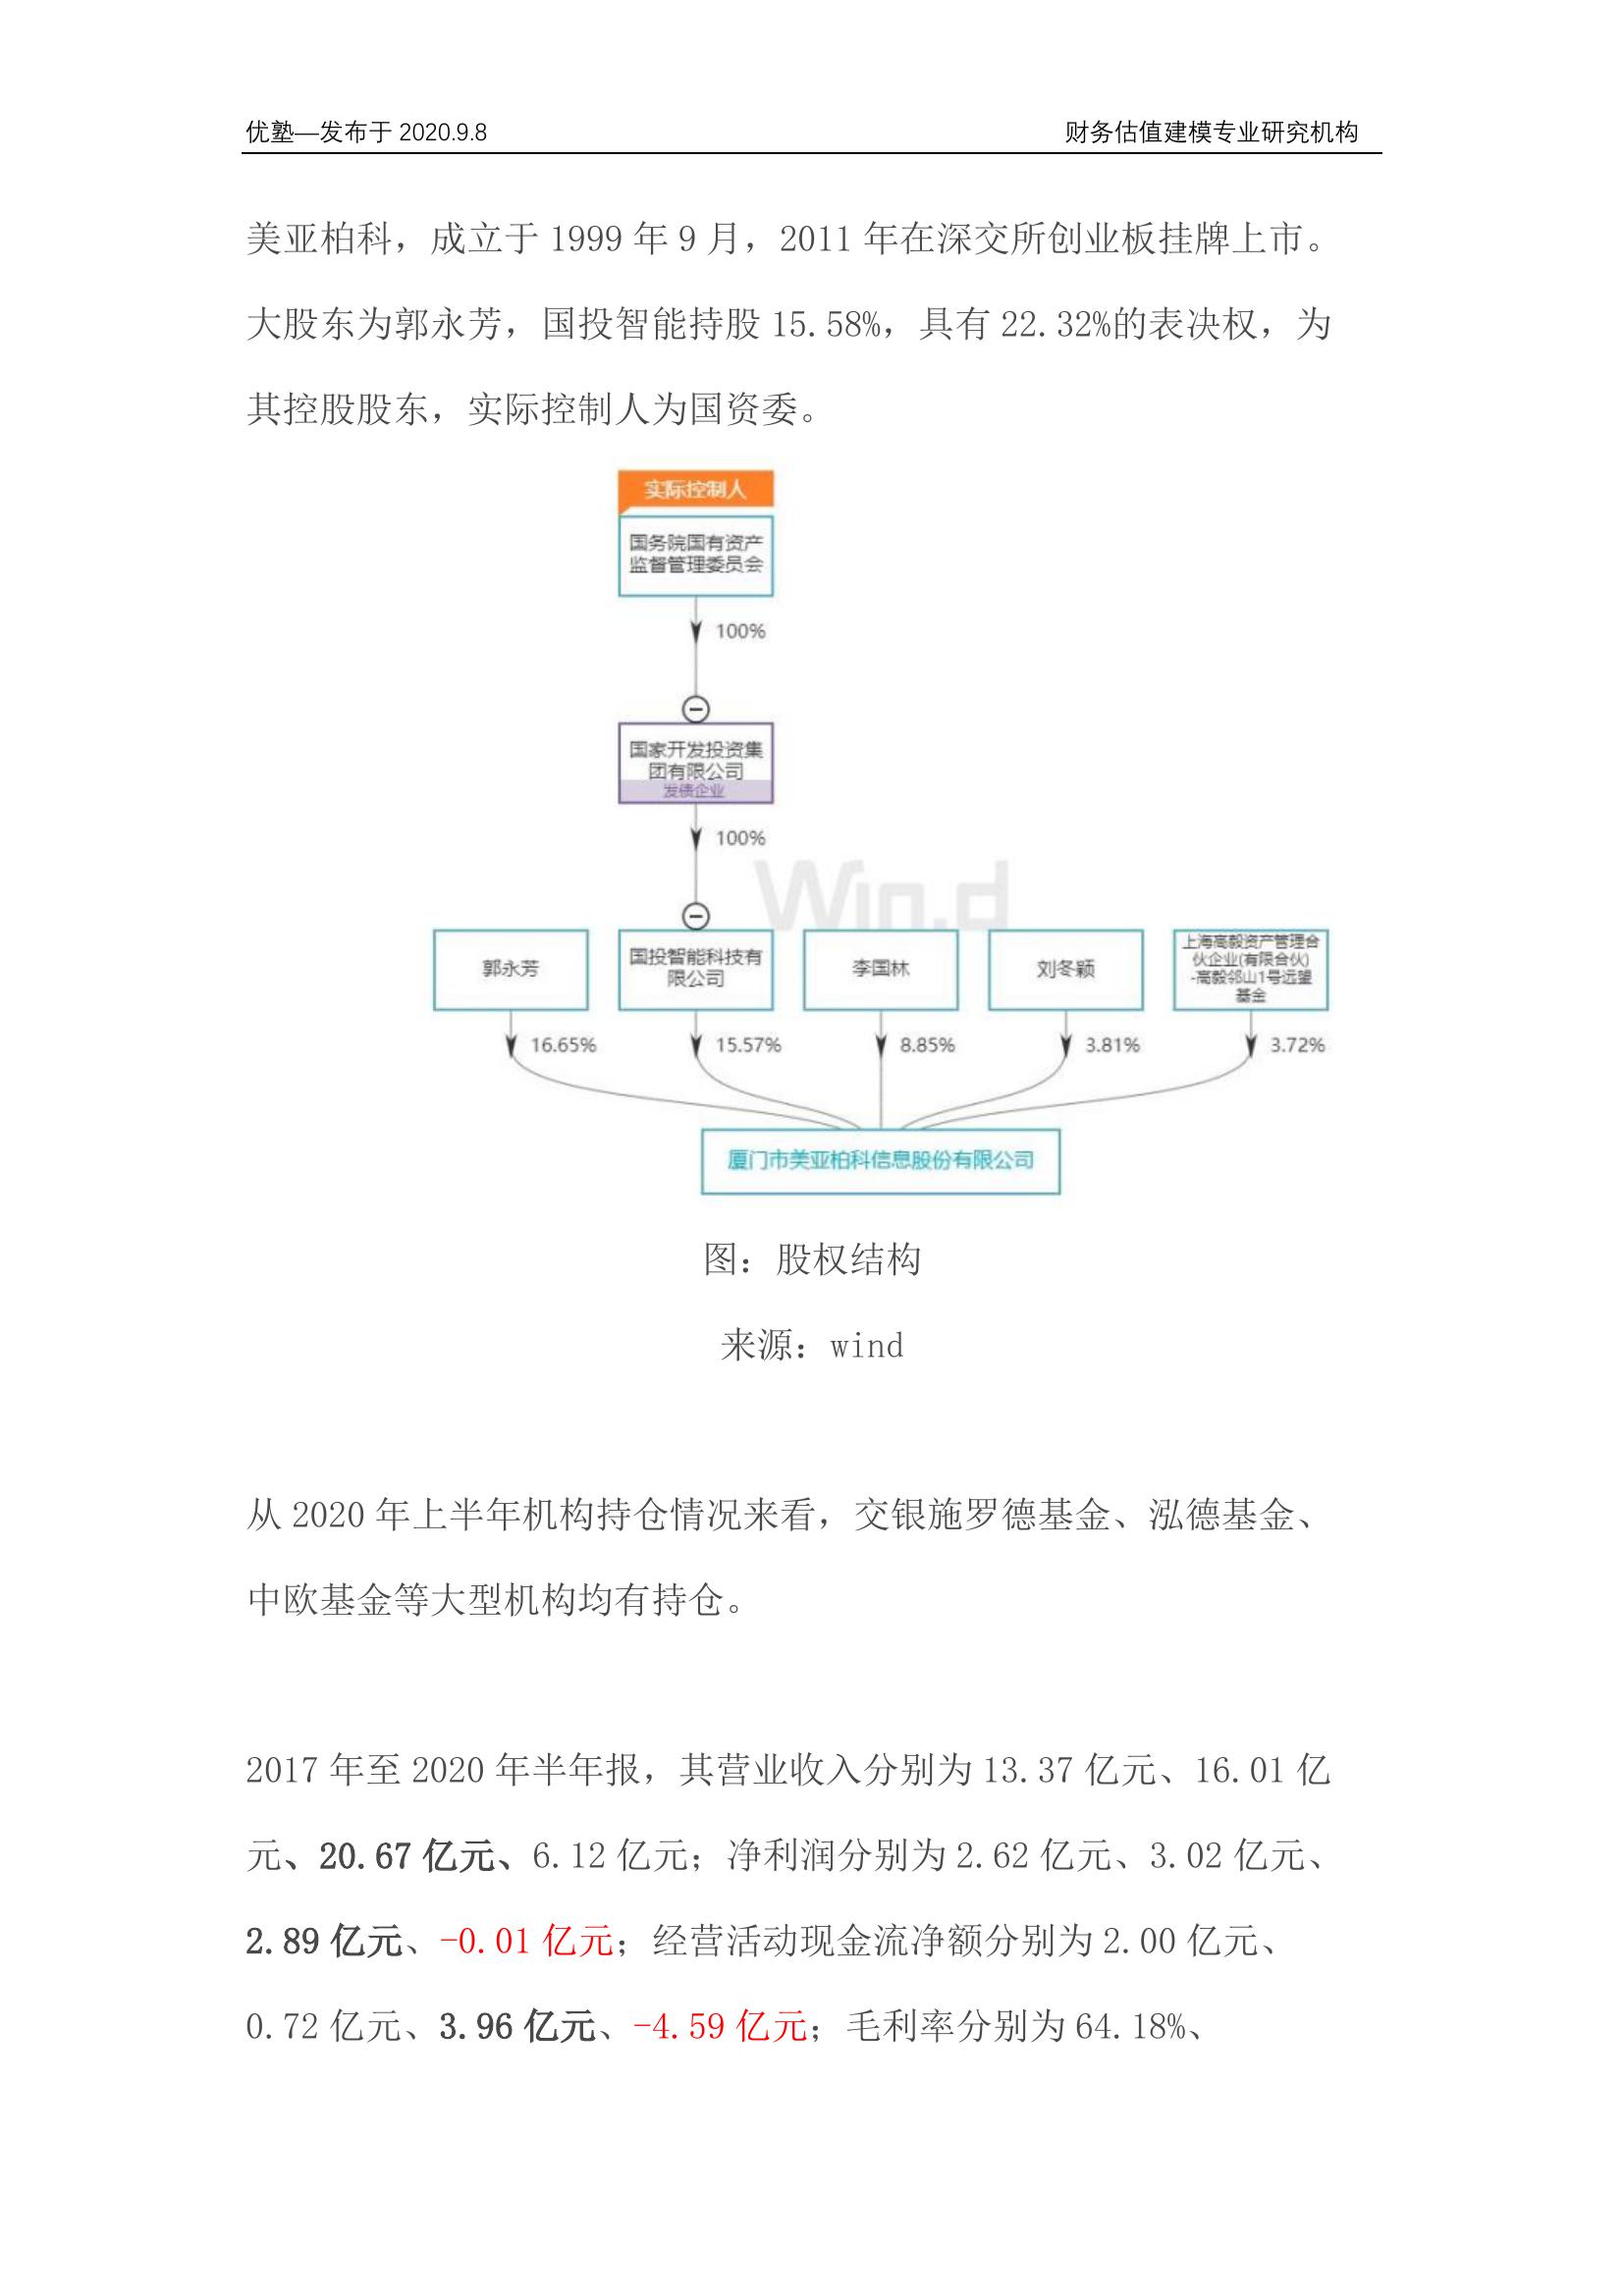 优塾—发布于 2020.9.8
财务估值建模专业研究机构
美亚柏科，成立于 1999 年 9 月，2011 年在深交所创业板挂牌上市。
大股东为郭永芳，国投智能持股 15.58%，具有 22.32%的表决权，为
其控股股东，实际控制人为国资委。
实际控制人
国务院国有资产
监督管理委员会
100%
国家开发投资集
团有限公司
发债企业
100%
Win.d
郭永芳
国投智能科技有
限公司
李国林
刘冬颖
上海高毅资产管理合
伙企业(有限合伙)
-高毅邻山1号远望
基金
16.65%
15.57%
8.85%
3.81%
3.72%
厦门市美亚柏科信息股份有限公司
图：股权结构
来源：wind
从 2020 年上半年机构持仓情况来看，交银施罗德基金、泓德基金、
中欧基金等大型机构均有持仓。
2017 年至 2020 年半年报，其营业收入分别为 13.37 亿元、16.01 亿
元、20.67 亿元、6.12 亿元；净利润分别为 2.62 亿元、3.02 亿元、
2.89 亿元、-0.01 亿元；经营活动现金流净额分别为 2.00 亿元、
0.72 亿元、3.96 亿元、-4.59 亿元；毛利率分别为 64.18%、